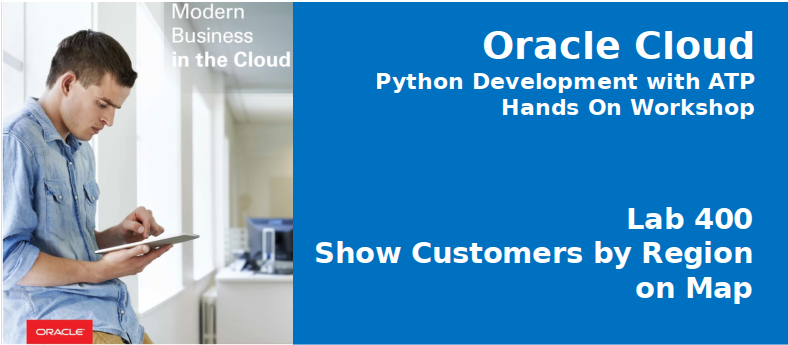 Modern
Business
in the Cloud
ORACLE
Oracle Cloud
Python Development with ATP
Hands On Workshop
Lab 400
Show Customers by Region
on Map